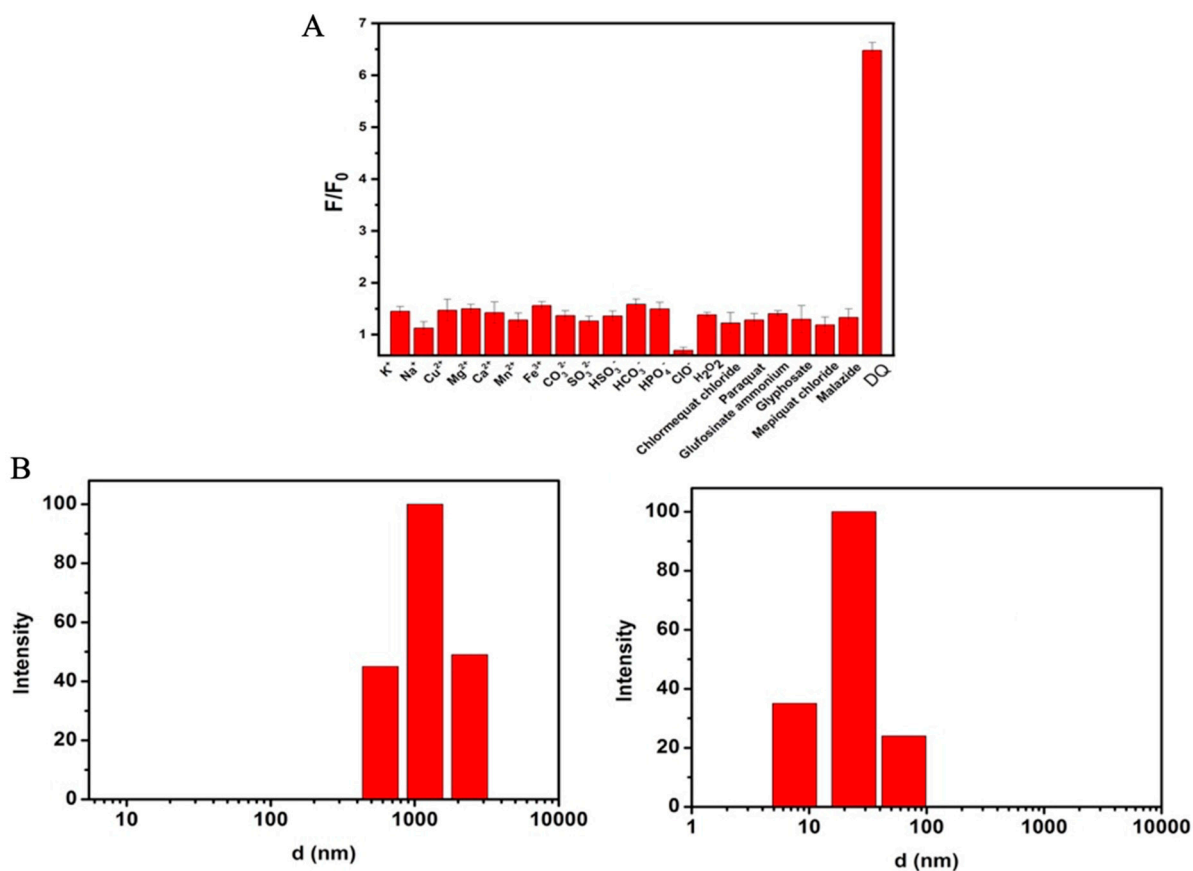 A
7
6
5
4
3
2
1
F/F₀
K⁺
Na⁺
Cu²⁺
Mg²⁺
Ca²⁺
Mn²⁺
Fe³⁺
CO₃²⁻
SO₃²⁻
HSO₃⁻
HCO₃⁻
HPO₄⁻
ClO⁻
H₂O2
Chlormequat chloride
Paraquat
Glufosinate ammonium
Glyphosate
Mepiquat chloride
Malazide
DQ
B
100
80
60
40
20
0
Intensity
10 100 1000 10000
d (nm)
100
80
60
40
20
0
Intensity
1 10 100 1000 10000
d (nm)